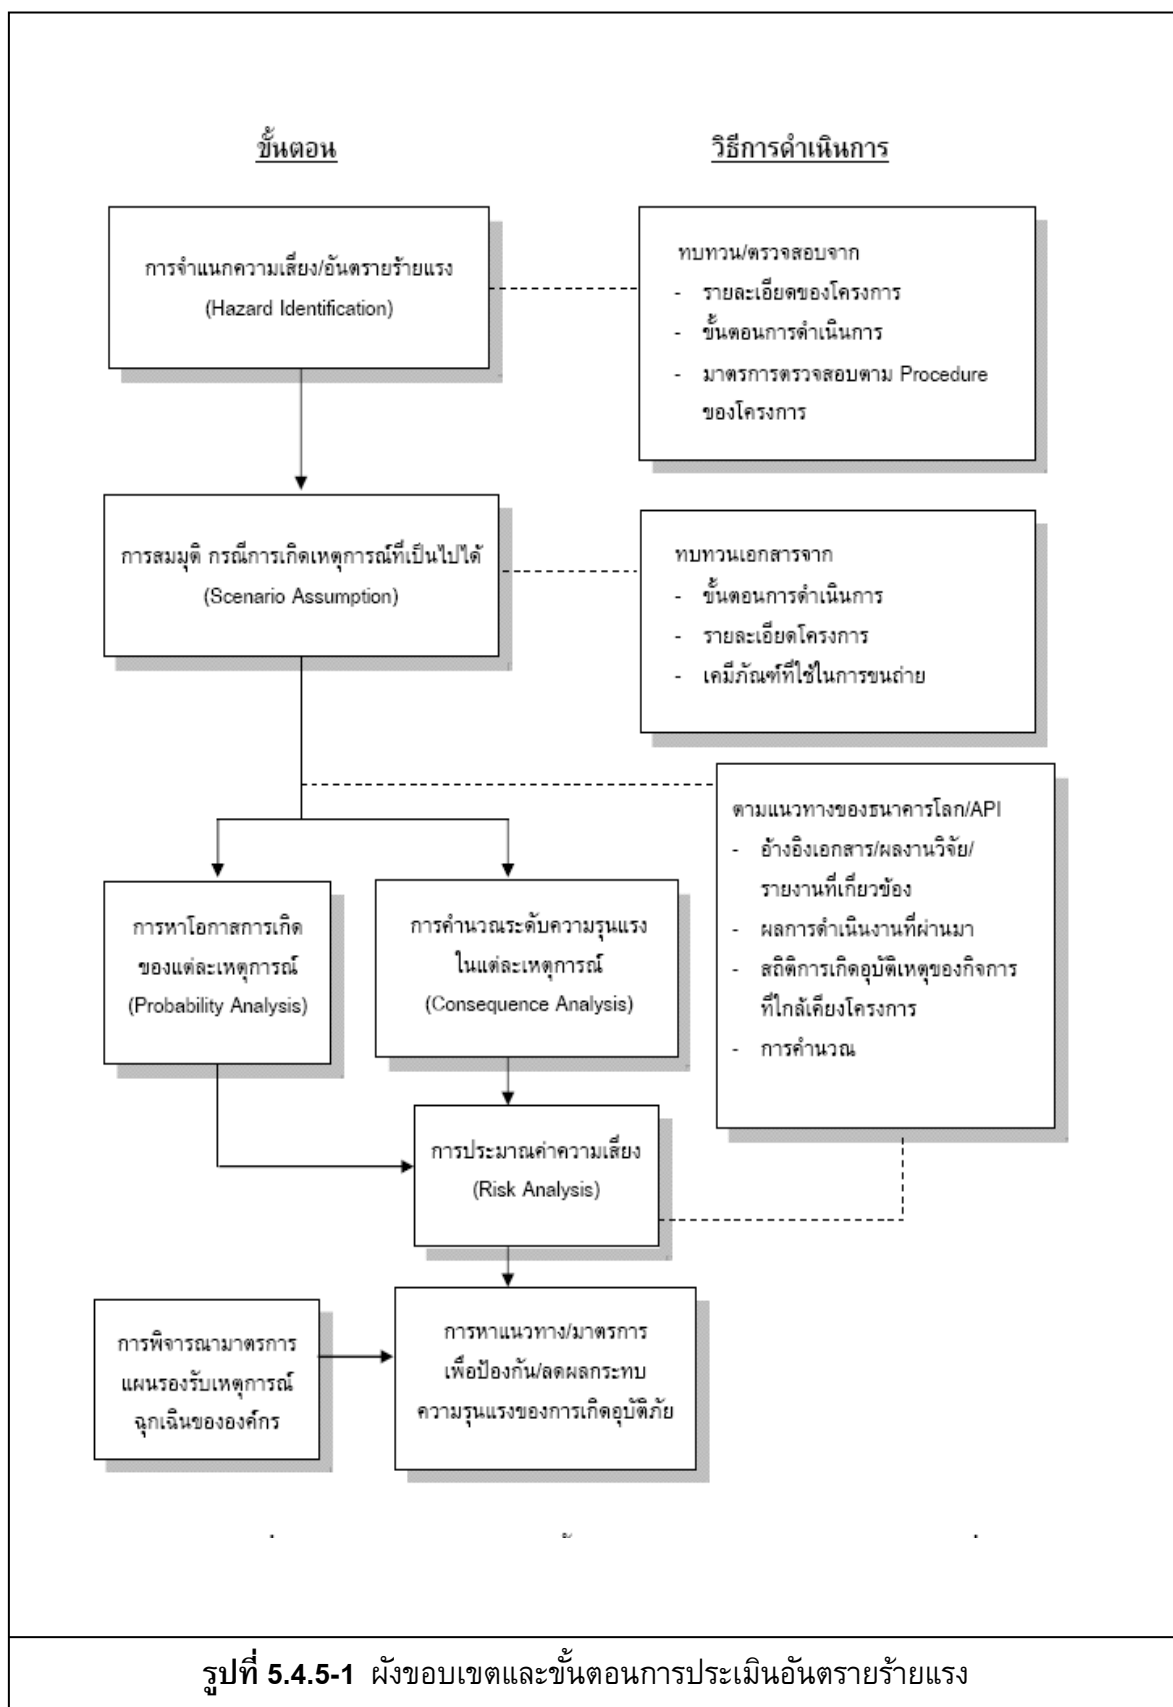 ขั้นตอน
วิธีการดำเนินการ
การจำแนกความเสี่ยง/อันตรายร้ายแรง
(Hazard Identification)
ทบทวน/ตรวจสอบจาก
- รายละเอียดของโครงการ
- ขั้นตอนการดำเนินการ
- มาตรการตรวจสอบตาม Procedure
ของโครงการ
การสมมุติ กรณีการเกิดเหตุการณ์ที่เป็นไปได้
(Scenario Assumption)
ทบทวนเอกสารจาก
- ขั้นตอนการดำเนินการ
- รายละเอียดโครงการ
- เคมีภัณฑ์ที่ใช้ในการขนถ่าย
ตามแนวทางของธนาคารโลก/API
- อ้างอิงเอกสาร/ผลงานวิจัย/
รายงานที่เกี่ยวข้อง
- ผลการดำเนินงานที่ผ่านมา
- สถิติการเกิดอุบัติเหตุของกิจการ
ที่ใกล้เคียงโครงการ
- การคำนวณ
การหาโอกาสการเกิด
ของแต่ละเหตุการณ์
(Probability Analysis)
การคำนวณระดับความรุนแรง
ในแต่ละเหตุการณ์
(Consequence Analysis)
การประมาณค่าความเสี่ยง
(Risk Analysis)
การพิจารณามาตรการ
แผนรองรับเหตุการณ์
ฉุกเฉินขององค์กร
การหาแนวทาง/มาตรการ
เพื่อป้องกัน/ลดผลกระทบ
ความรุนแรงของการเกิดอุบัติภัย
รูปที่ 5.4.5-1 ผังขอบเขตและขั้นตอนการประเมินอันตรายร้ายแรง